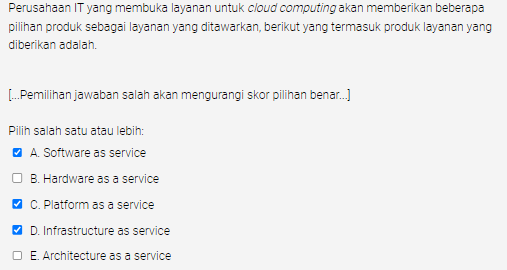 Perusahaan IT yang membuka layanan untuk cloud computing akan memberikan beberapa
pilihan produk sebagai layanan yang ditawarkan, berikut yang termasuk produk layanan yang
diberikan adalah.
[...Pemilihan jawaban salah akan mengurangi skor pilihan benar...]
Pilih salah satu atau lebih:
A. Software as service
B. Hardware as a service
C. Platform as a service
D. Infrastructure as service
E. Architecture as a service